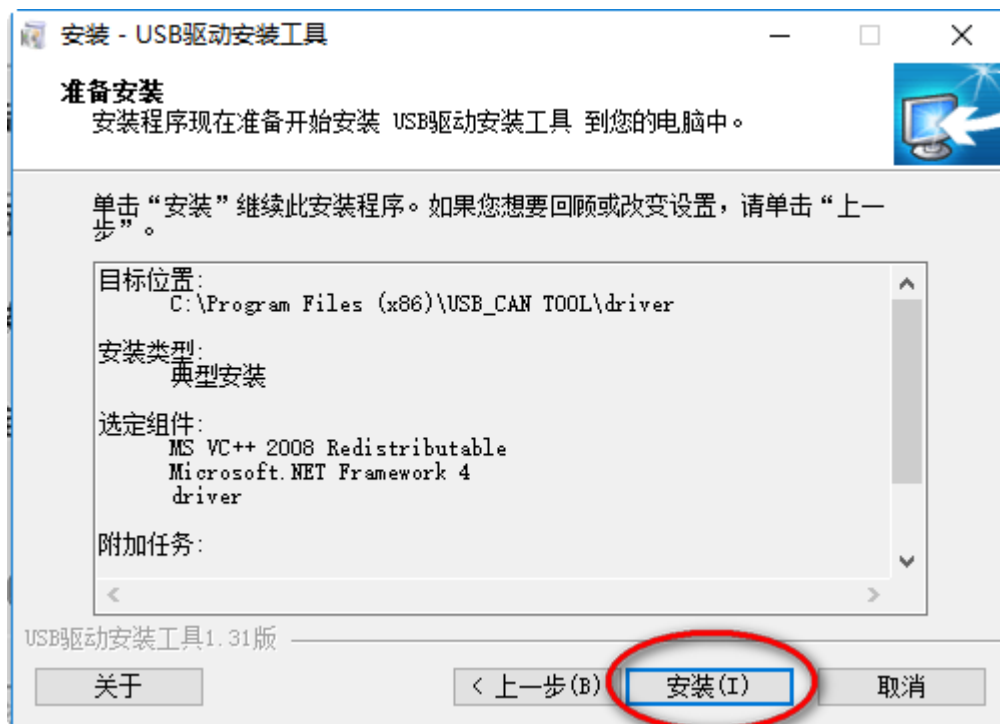 安装 - USB驱动安装工具
准备安装
安装程序现在准备开始安装 USB驱动安装工具 到您的电脑中。
单击“安装”继续此安装程序。如果您想要回顾或改变设置，请单击“上一
步”。
目标位置:
C:\Program Files (x86)\USB_CAN TOOL\driver
安装类型:
典型安装
选定组件:
MS VC++ 2008 Redistributable
Microsoft.NET Framework 4
driver
附加任务:
USB驱动安装工具1.31版
关于
< 上一步(B)
安装(I)
取消